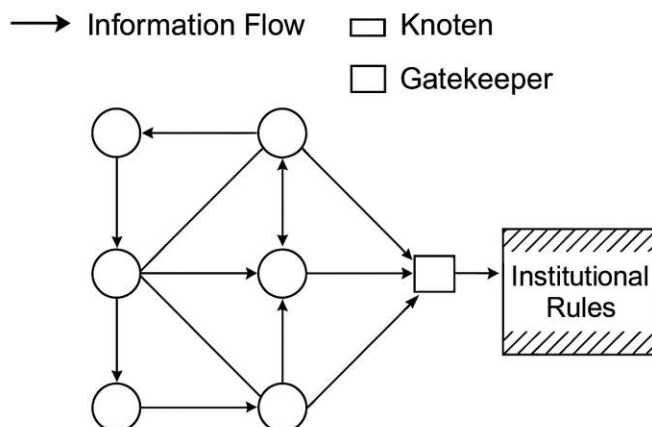 Information Flow
Knoten
Gatekeeper
Institutional
Rules